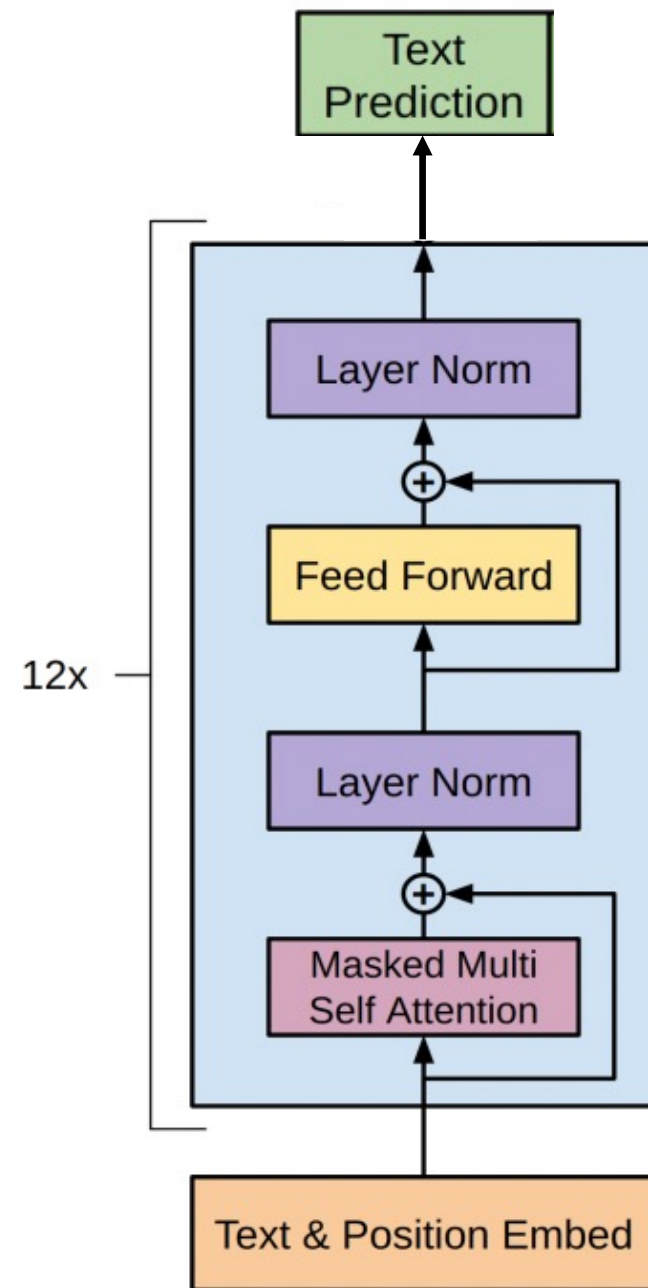 Text
Prediction
Layer Norm
+
Feed Forward
12x
Layer Norm
+
Masked Multi
Self Attention
Text & Position Embed